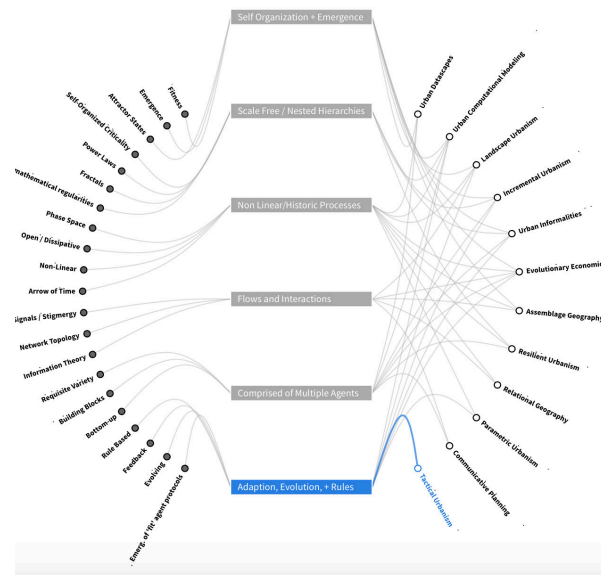 Self Organization + Emergence
Scale Free / Nested Hierarchies
Non Linear/Historic Processes
Flows and Interactions
Comprised of Multiple Agents
Adaption, Evolution, + Rules
Fitness
Emergence
Attractor States
Self Organized Criticality
Power Laws
Fractals
mathematical regularities
Phase Space
Open / Dissipative
Non-Linear
Arrow of Time
ignals / Stigmergy
Network Topology
Information Theory
Requisite Variety
Building Blocks
Bottom-up
Rule Based
Feedback
Evolving
Emerg. of 'fit' agent protocols
Urban Datascapes
Urban Computational Modeling
Landscape Urbanism
Incremental Urbanism
Urban Informalities
Evolutionary Economic
Assemblage Geography
Resilient Urbanism
Relational Geography
Parametric Urbanism
Communicative Planning
Tactical Urbanism